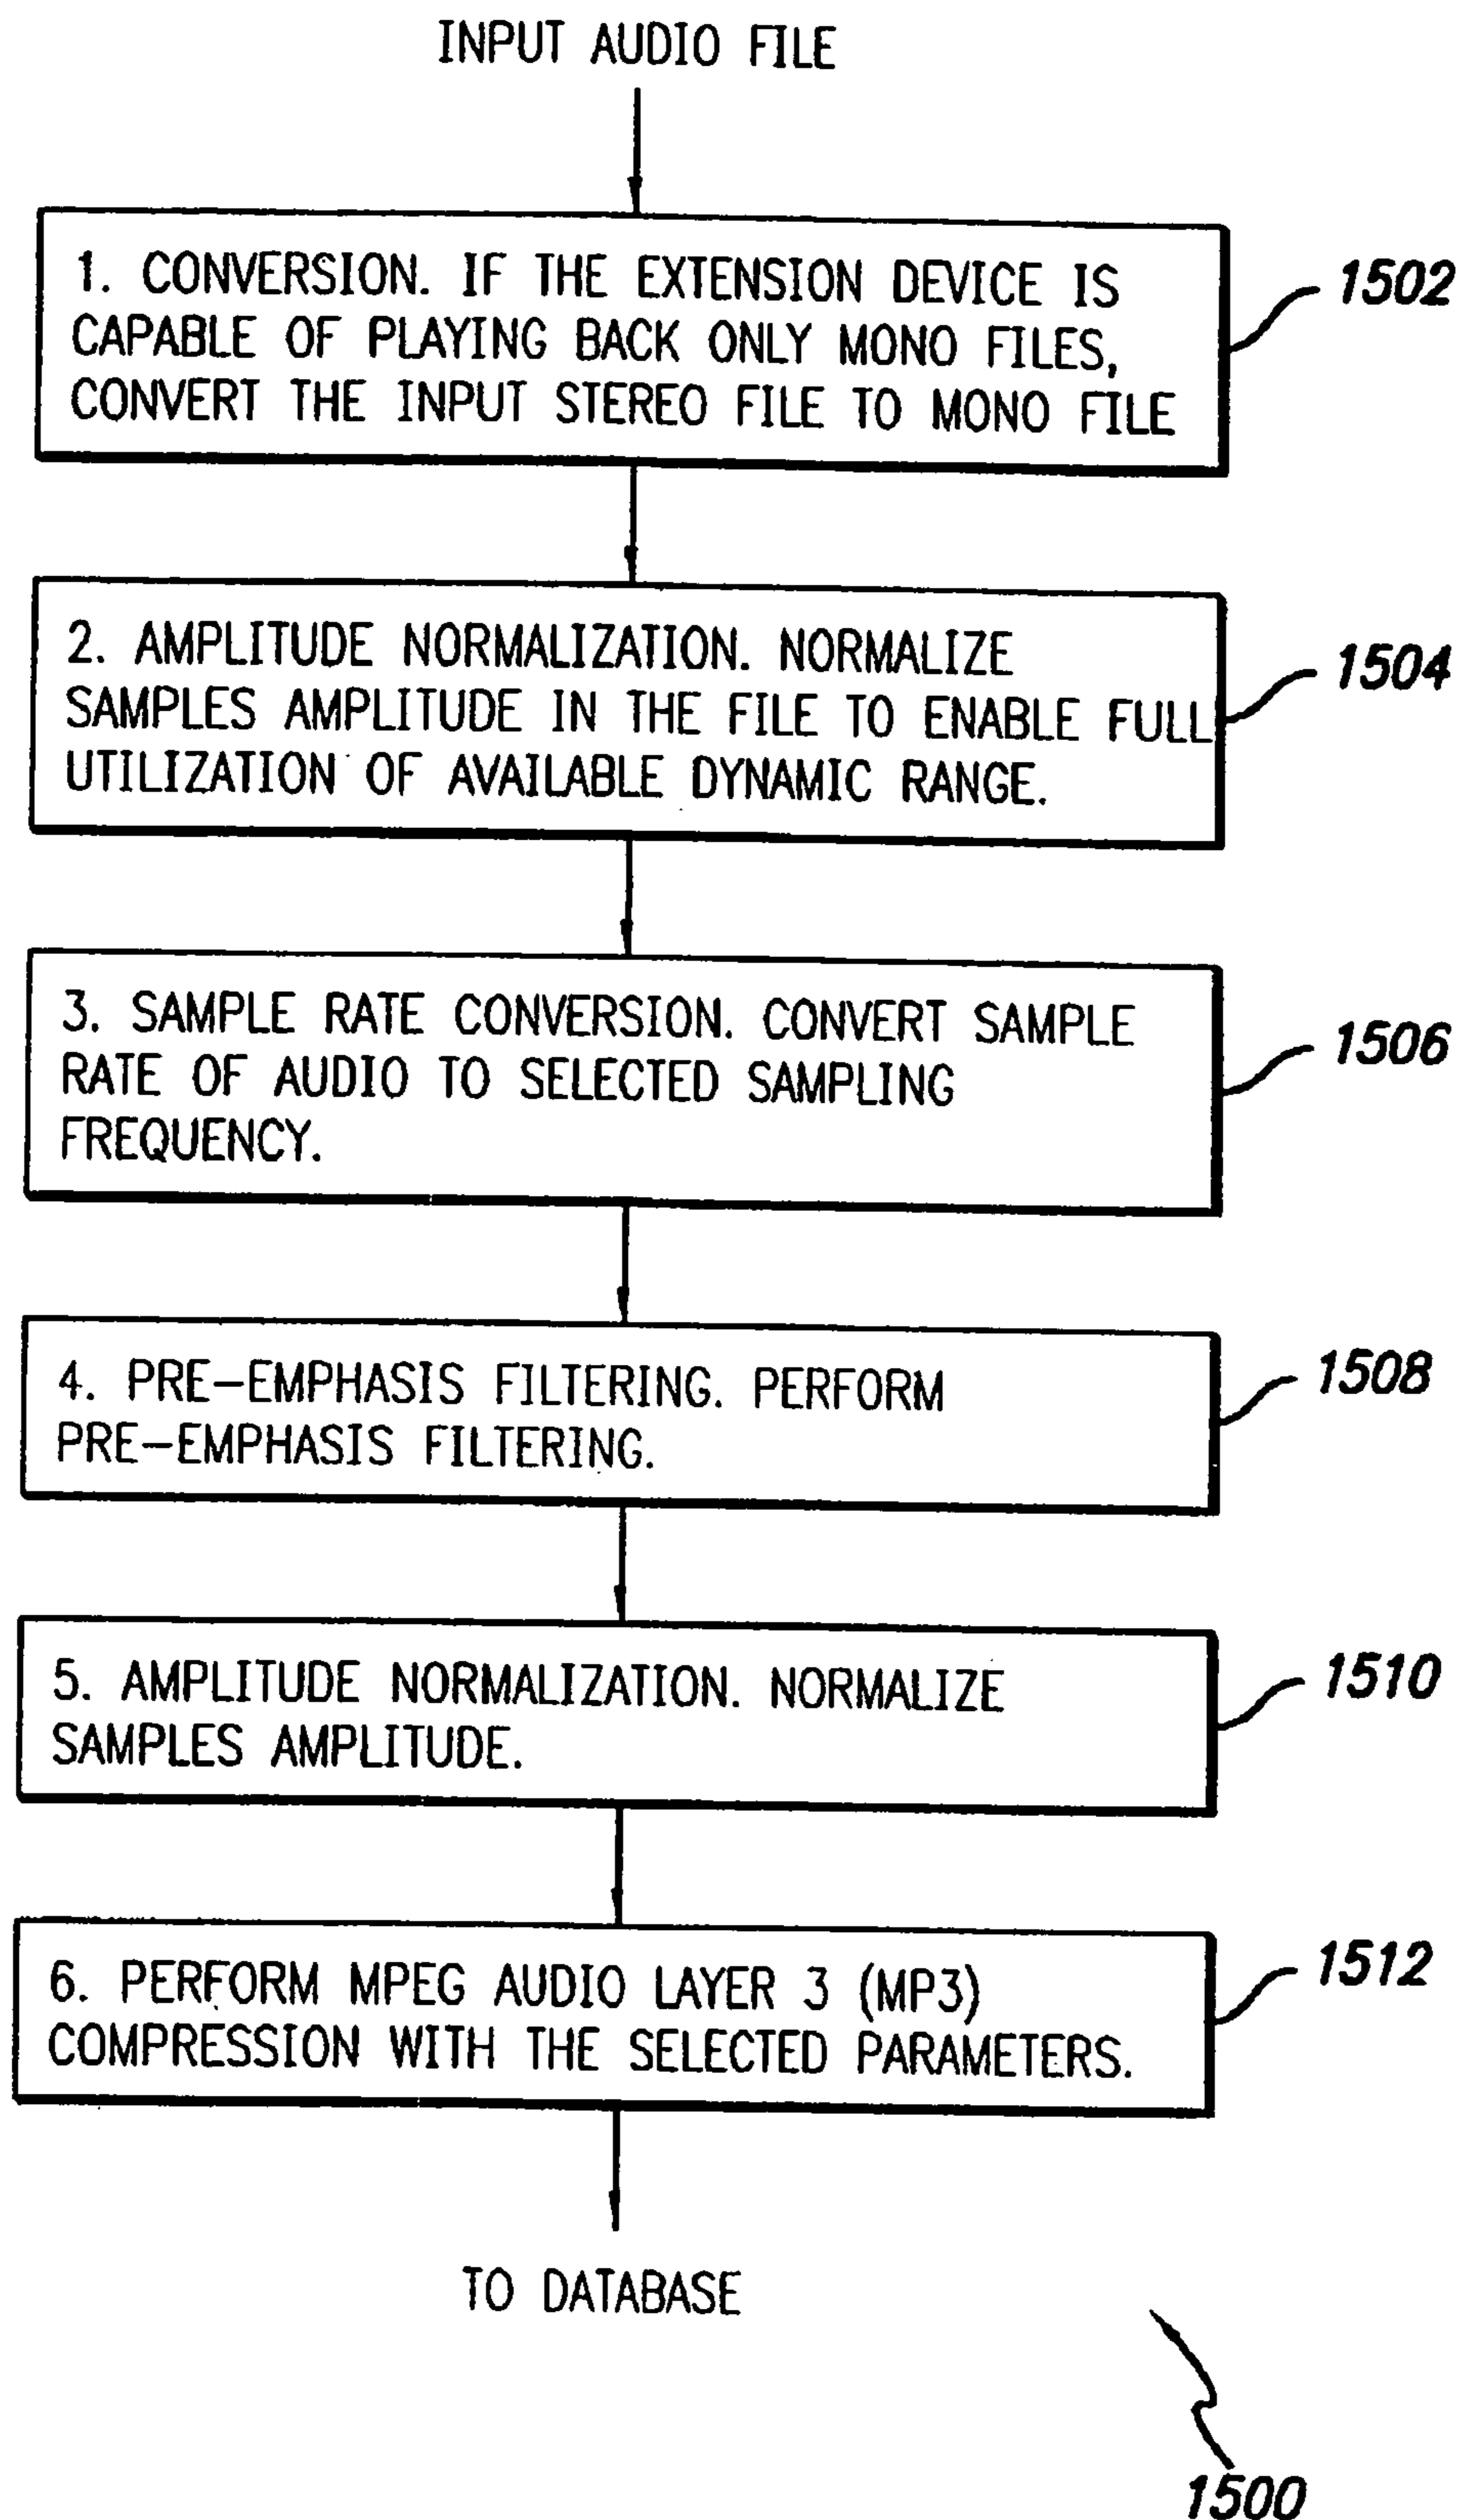 INPUT AUDIO FILE
1. CONVERSION. IF THE EXTENSION DEVICE IS
CAPABLE OF PLAYING BACK ONLY MONO FILES,
CONVERT THE INPUT STEREO FILE TO MONO FILE
1502
2. AMPLITUDE NORMALIZATION. NORMALIZE
SAMPLES AMPLITUDE IN THE FILE TO ENABLE FULL
UTILIZATION OF AVAILABLE DYNAMIC RANGE.
1504
3. SAMPLE RATE CONVERSION. CONVERT SAMPLE
RATE OF AUDIO TO SELECTED SAMPLING
FREQUENCY.
1506
4. PRE-EMPHASIS FILTERING. PERFORM
PRE-EMPHASIS FILTERING.
1508
5. AMPLITUDE NORMALIZATION. NORMALIZE
SAMPLES AMPLITUDE.
1510
6. PERFORM MPEG AUDIO LAYER 3 (MP3)
COMPRESSION WITH THE SELECTED PARAMETERS.
1512
TO DATABASE
1500